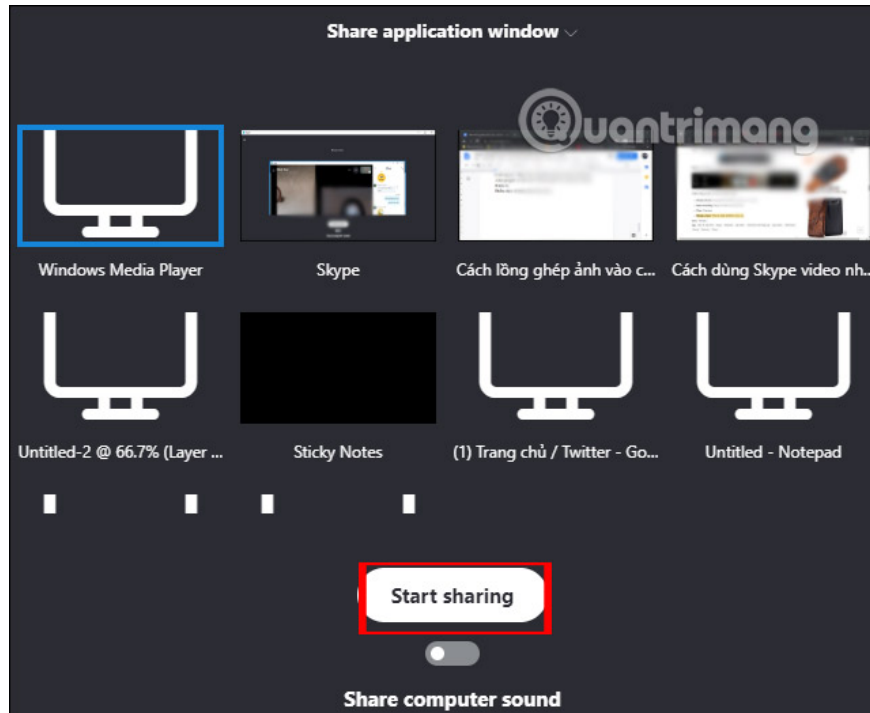 Share application window
Quantrimang
Windows Media Player
Skype
Cách lồng ghép ảnh vào c...
Cách dùng Skype video nh...
Untitled-2 @ 66.7% (Layer ...
Sticky Notes
(1) Trang chủ / Twitter - Go...
Untitled - Notepad
Start sharing
Share computer sound